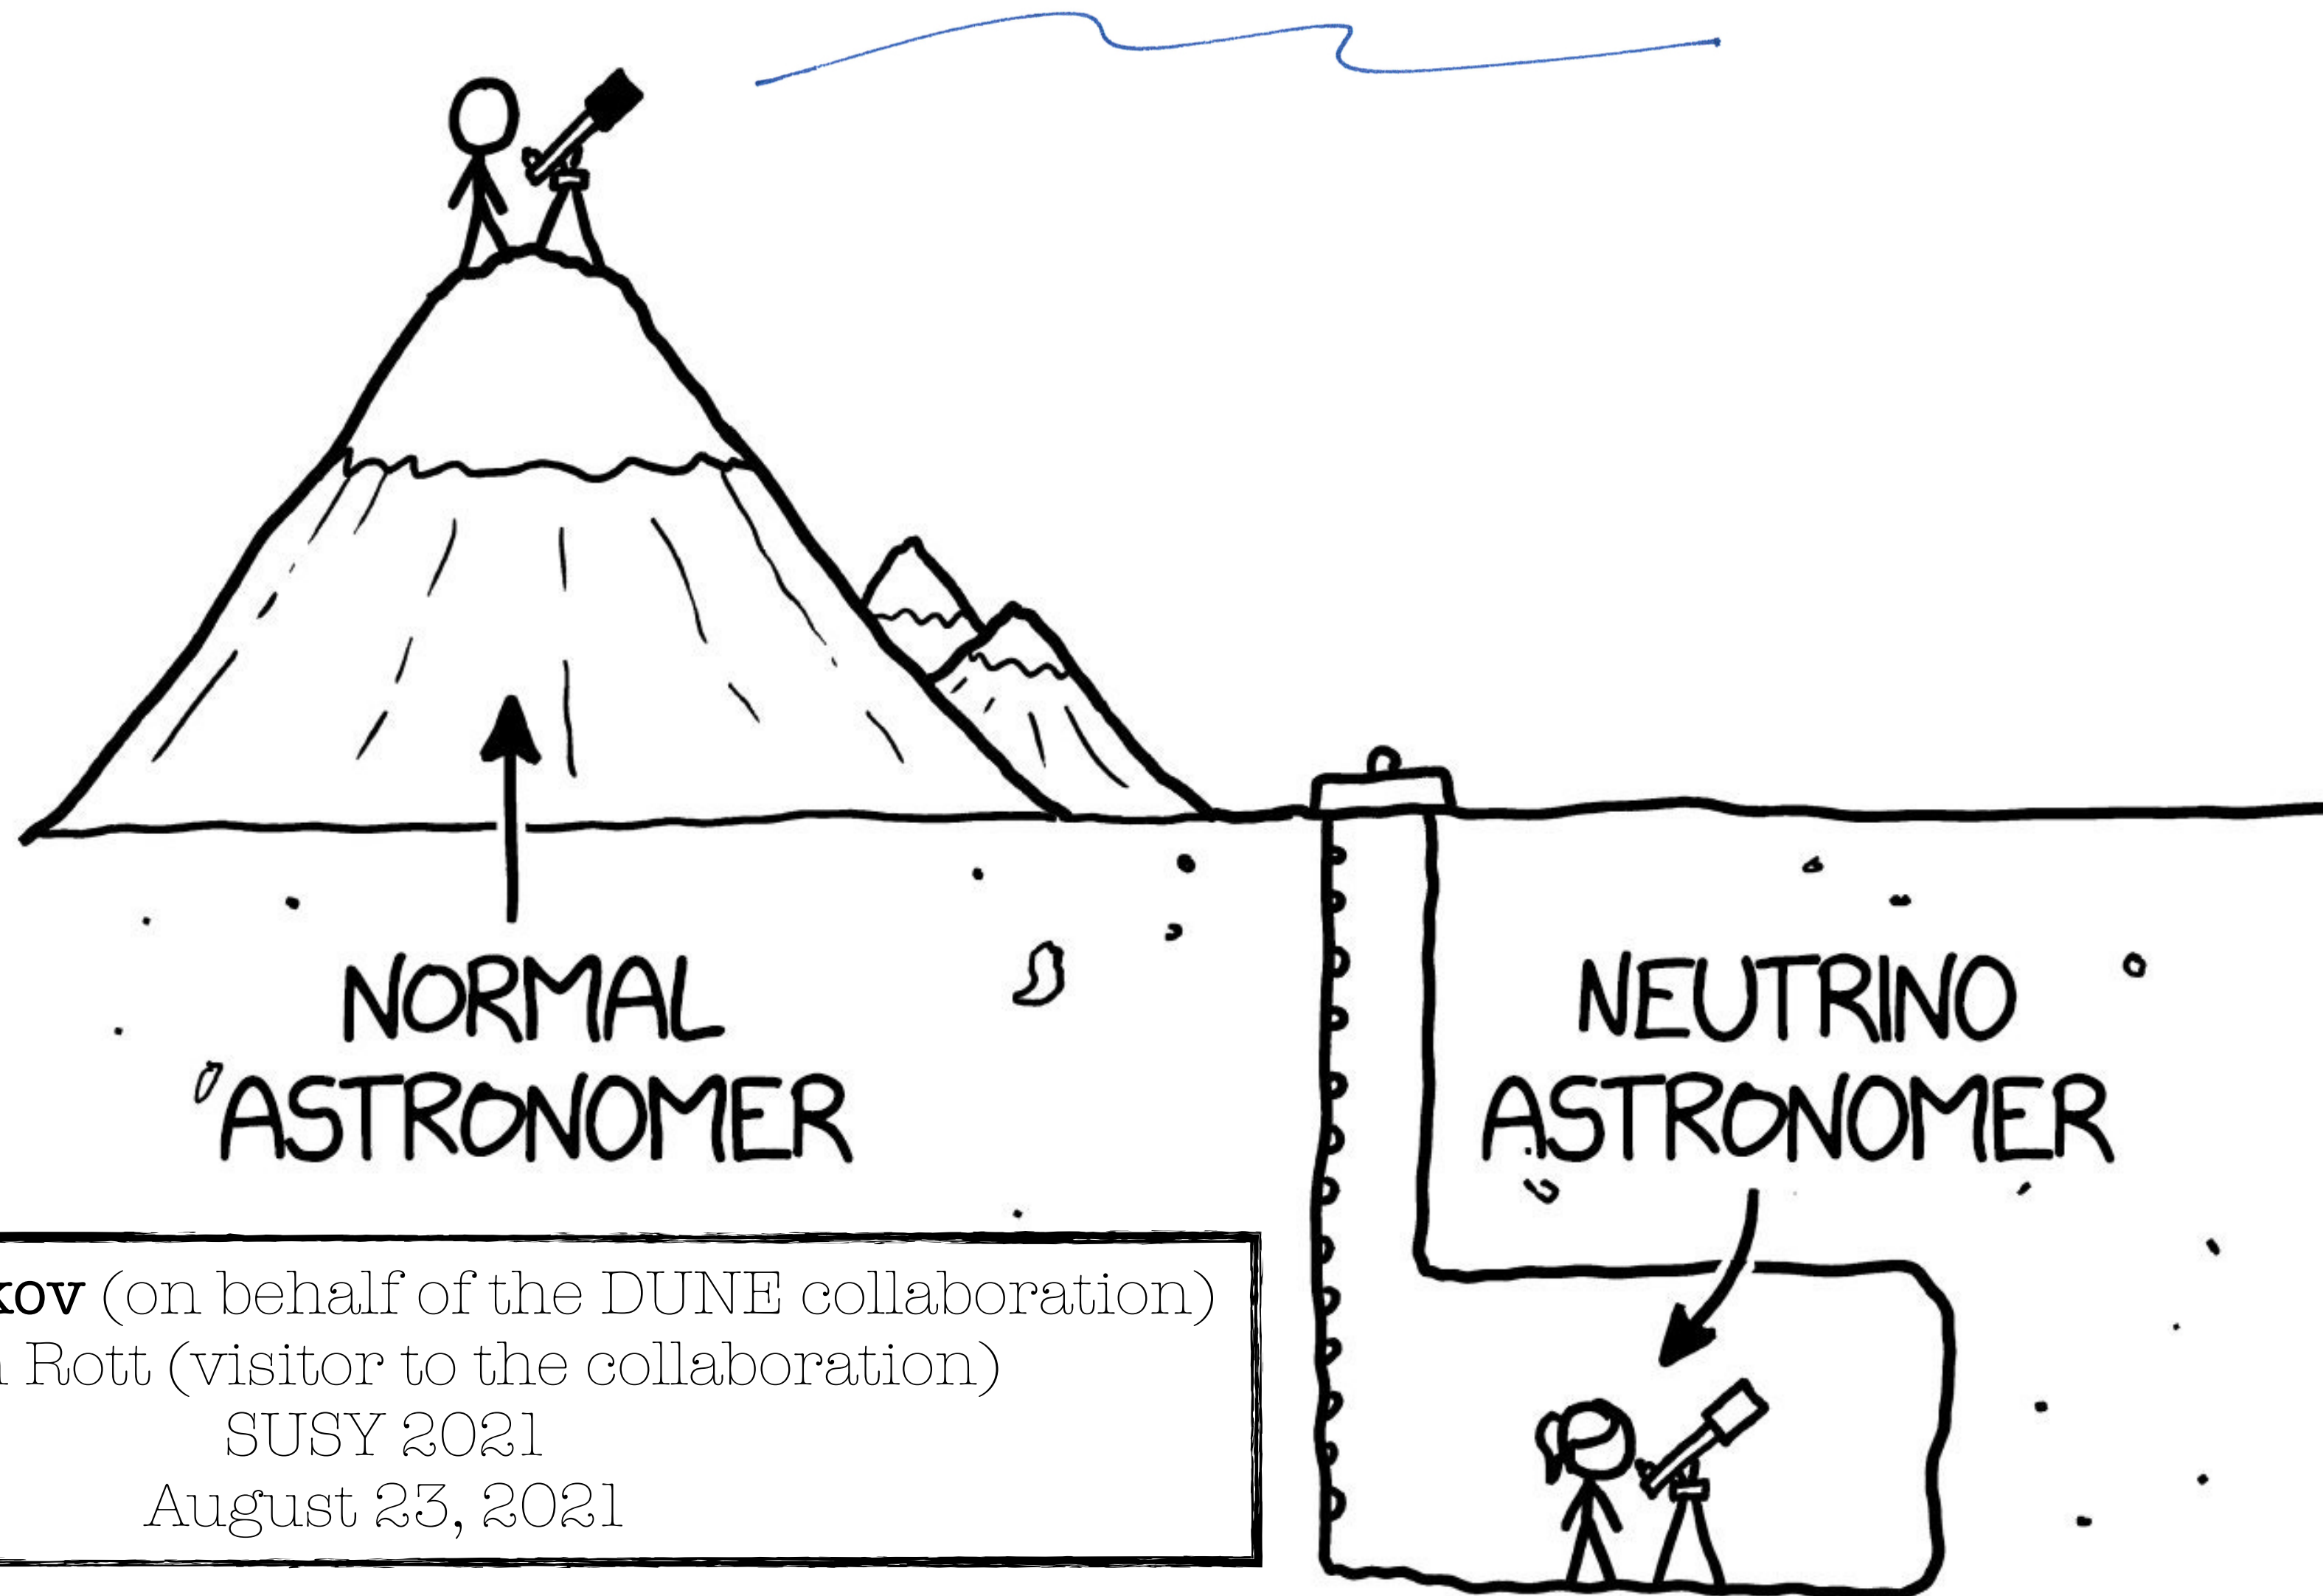 NORMAL
ASTRONOMER
NEUTRINO
ASTRONOMER
(on behalf of the DUNE collaboration)
Rott (visitor to the collaboration)
SUSY 2021
August 23, 2021